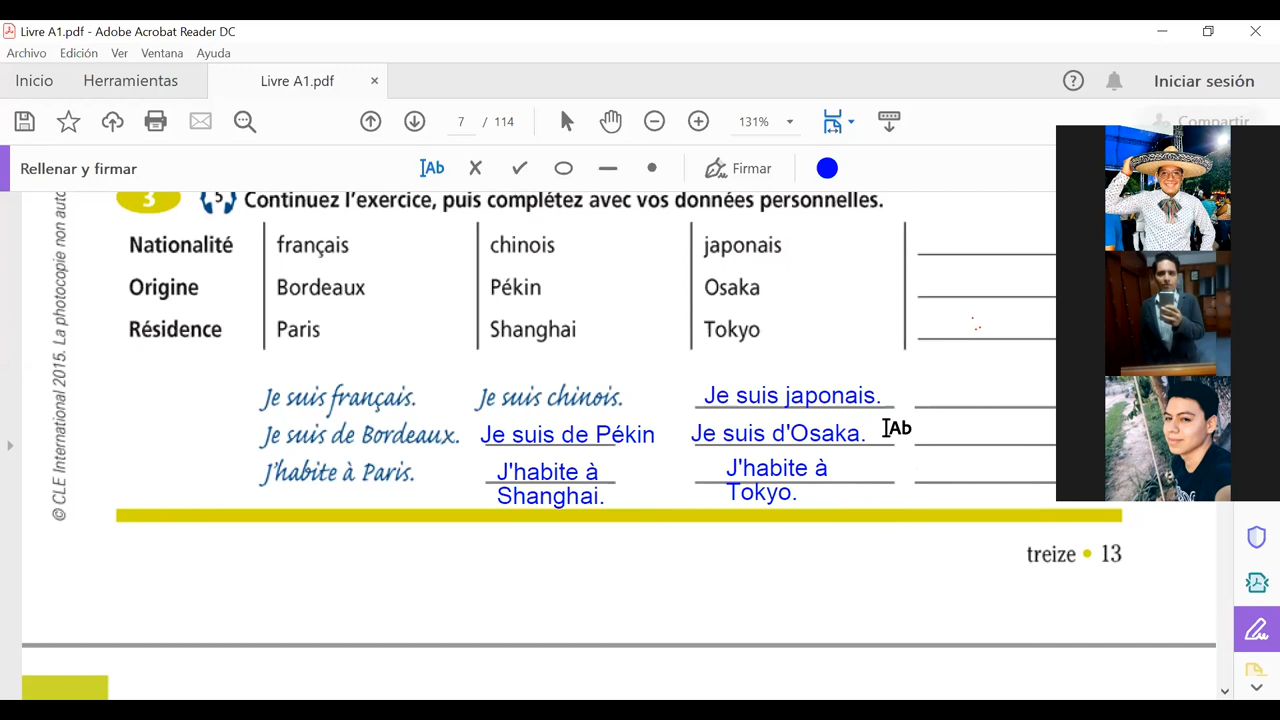 Livre A1.pdf - Adobe Acrobat Reader DC
Archivo Edición Ver Ventana Ayuda
Inicio Herramientas Livre A1.pdf Iniciar sesión
7 / 114 131% Compartir
Rellenar y firmar Ab Firmar
3 5 Continuez l'exercice, puis complétez avec vos données personnelles.
Nationalité français chinois japonais
Origine Bordeaux Pékin Osaka
Résidence Paris Shanghai Tokyo
Je suis français. Je suis chinois. Je suis japonais.
Je suis de Bordeaux. Je suis de Pékin Je suis d'Osaka. Ab
J'habite à Paris. J'habite à Shanghai. J'habite à Tokyo.
treize • 13
© CLE International 2015. La photocopie non auto